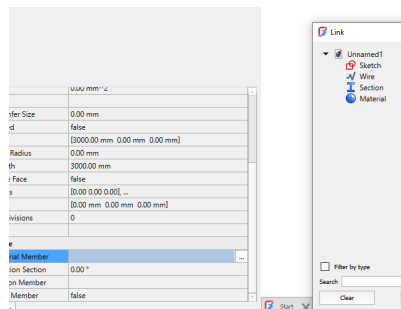 0.00 mm^2
nfer Size 0.00 mm
d false
[3000.00 mm 0.00 mm 0.00 mm]
Radius 0.00 mm
th 3000.00 mm
Face false
s [0.00 0.00 0.00], ...
[0.00 mm 0.00 mm 0.00 mm]
ivisions 0
e
rial Member ...
tion Section 0.00 °
on Member
Member false
Start
Link
Unnamed1
Sketch
Wire
Section
Material
Filter by type
Search
Clear